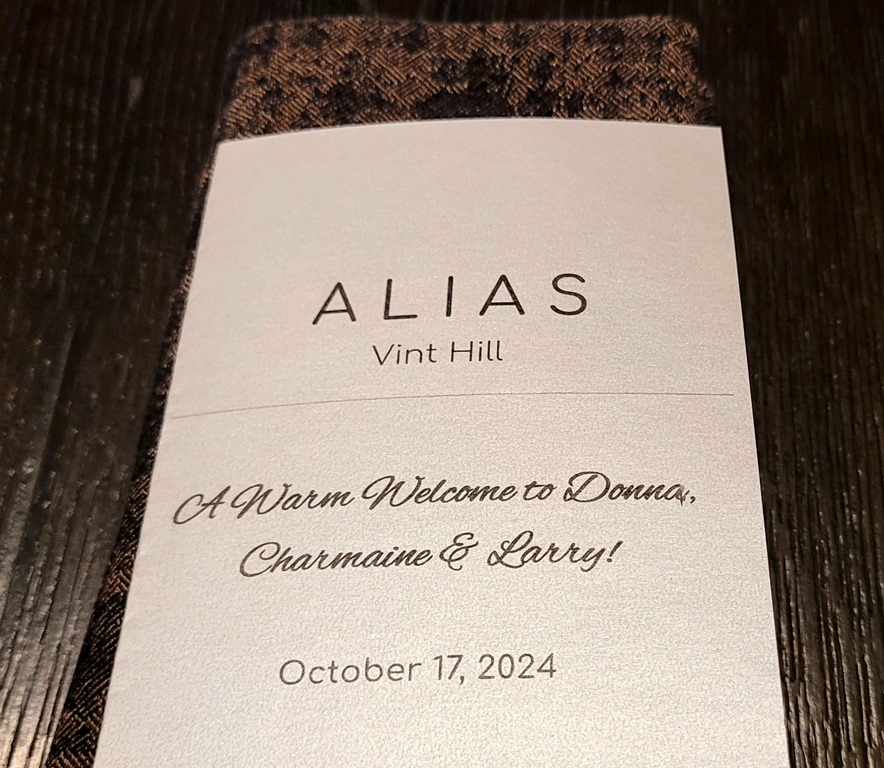 ALIAS
Vint Hill
A Warm Welcome to Donna,
Charmaine & Larry!
October 17, 2024